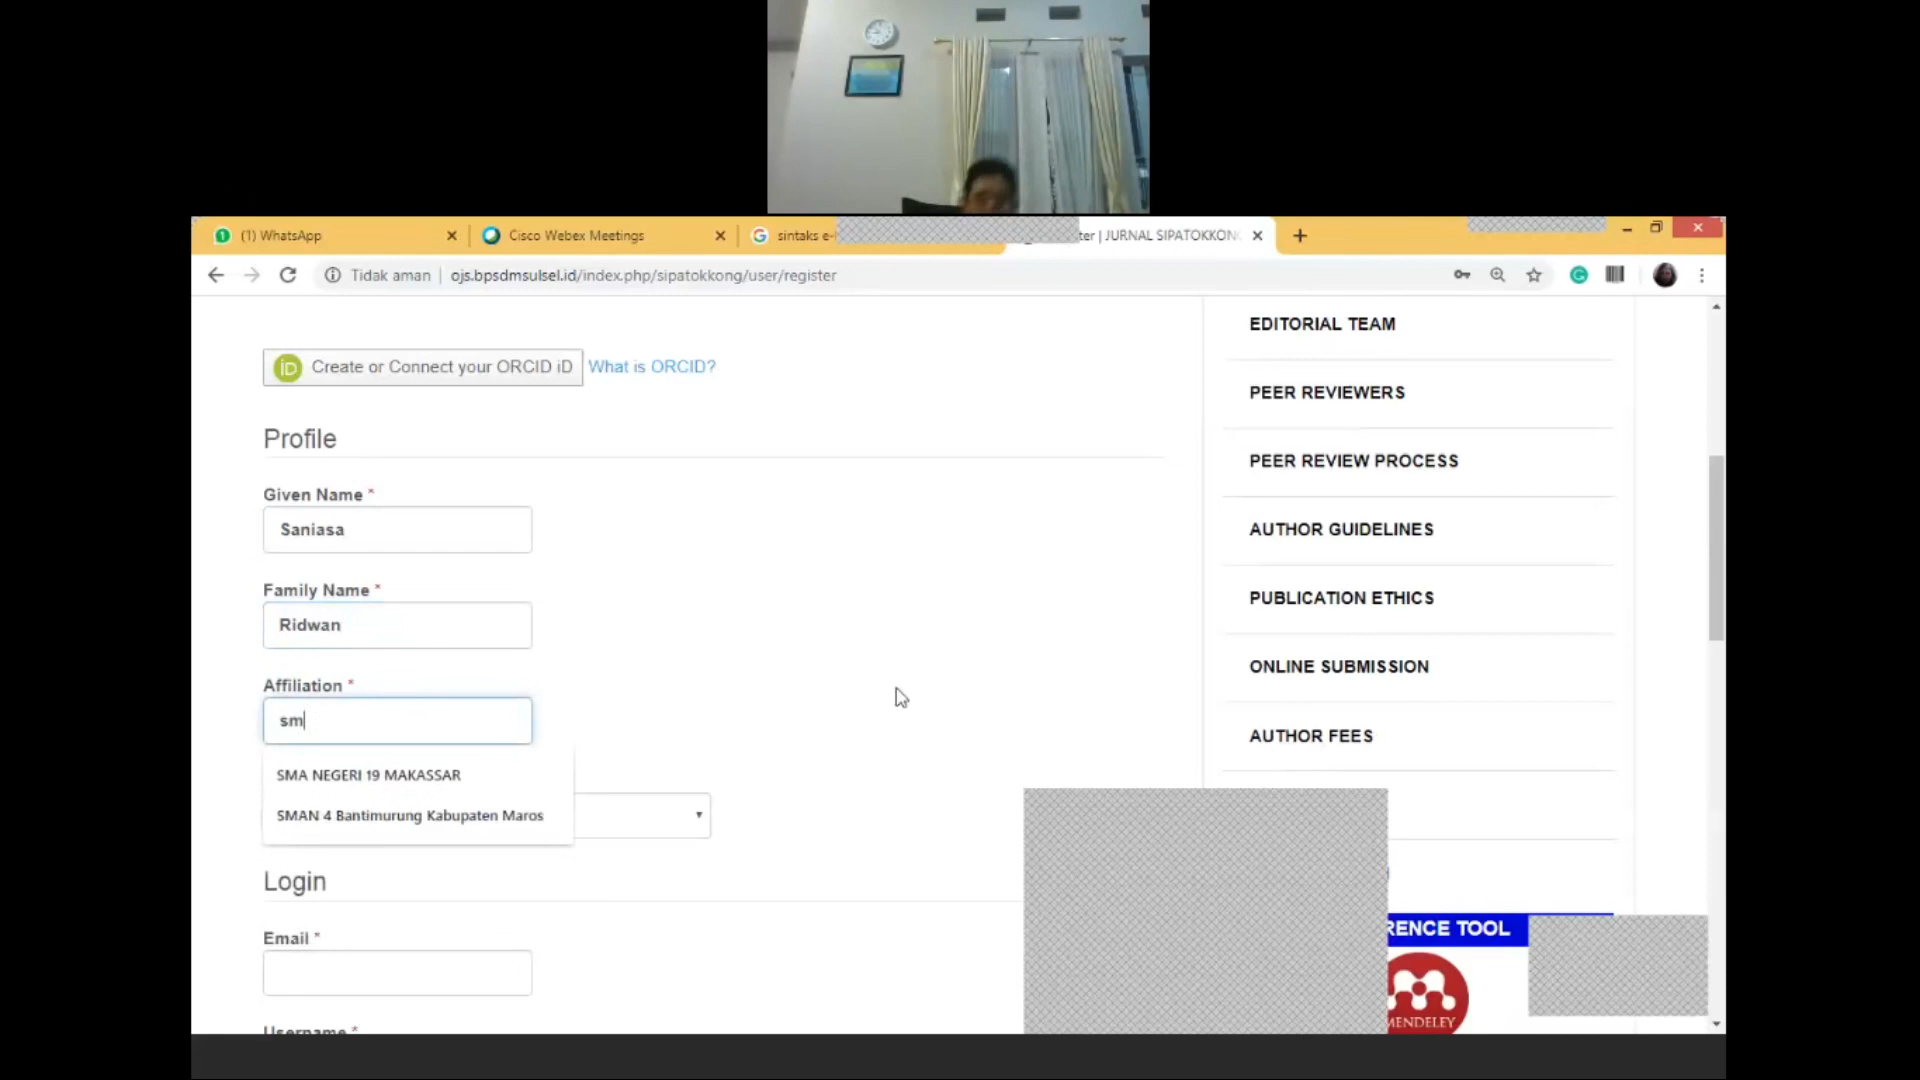 (1) WhatsApp
Cisco Webex Meetings
sintaks e-
ter | JURNAL SIPATOKKON
Tidak aman
ojs.bpsdmsulsel.id/index.php/sipatokkong/user/register
iD Create or Connect your ORCID iD What is ORCID?
Profile
Given Name *
Saniasa
Family Name *
Ridwan
Affiliation *
sm
SMA NEGERI 19 MAKASSAR
SMAN 4 Bantimurung Kabupaten Maros
Login
Email *
Username *
EDITORIAL TEAM
PEER REVIEWERS
PEER REVIEW PROCESS
AUTHOR GUIDELINES
PUBLICATION ETHICS
ONLINE SUBMISSION
AUTHOR FEES
RENCE TOOL
MENDELEY